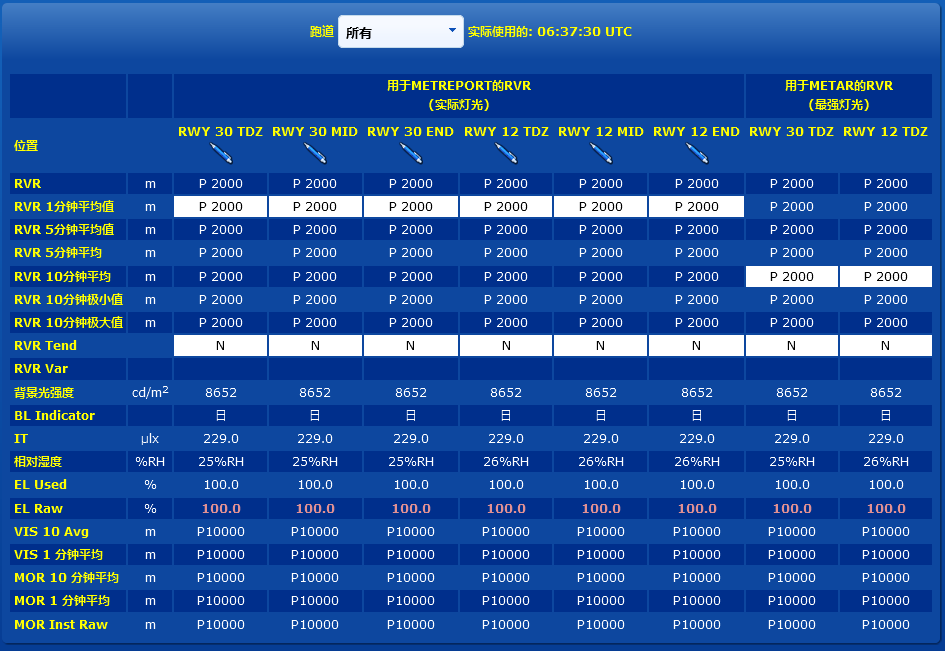 跑道 所有 实际使用的: 06:37:30 UTC
用于METREPORT的RVR 用于METAR的RVR
(实际灯光) (最强灯光)
位置 RWY 30 TDZ RWY 30 MID RWY 30 END RWY 12 TDZ RWY 12 MID RWY 12 END RWY 30 TDZ RWY 12 TDZ
RVR m P 2000 P 2000 P 2000 P 2000 P 2000 P 2000 P 2000 P 2000
RVR 1分钟平均值 m P 2000 P 2000 P 2000 P 2000 P 2000 P 2000 P 2000 P 2000
RVR 5分钟平均值 m P 2000 P 2000 P 2000 P 2000 P 2000 P 2000 P 2000 P 2000
RVR 5分钟平均 m P 2000 P 2000 P 2000 P 2000 P 2000 P 2000 P 2000 P 2000
RVR 10分钟平均 m P 2000 P 2000 P 2000 P 2000 P 2000 P 2000 P 2000 P 2000
RVR 10分钟极小值 m P 2000 P 2000 P 2000 P 2000 P 2000 P 2000 P 2000 P 2000
RVR 10分钟极大值 m P 2000 P 2000 P 2000 P 2000 P 2000 P 2000 P 2000 P 2000
RVR Tend N N N N N N N N
RVR Var
背景光强度 cd/m² 8652 8652 8652 8652 8652 8652 8652 8652
BL Indicator 日 日 日 日 日 日 日 日
IT µlx 229.0 229.0 229.0 229.0 229.0 229.0 229.0 229.0
相对湿度 %RH 25%RH 25%RH 25%RH 26%RH 26%RH 26%RH 25%RH 26%RH
EL Used % 100.0 100.0 100.0 100.0 100.0 100.0 100.0 100.0
EL Raw % 100.0 100.0 100.0 100.0 100.0 100.0 100.0 100.0
VIS 10 Avg m P10000 P10000 P10000 P10000 P10000 P10000 P10000 P10000
VIS 1 分钟平均 m P10000 P10000 P10000 P10000 P10000 P10000 P10000 P10000
MOR 10 分钟平均 m P10000 P10000 P10000 P10000 P10000 P10000 P10000 P10000
MOR 1 分钟平均 m P10000 P10000 P10000 P10000 P10000 P10000 P10000 P10000
MOR Inst Raw m P10000 P10000 P10000 P10000 P10000 P10000 P10000 P10000